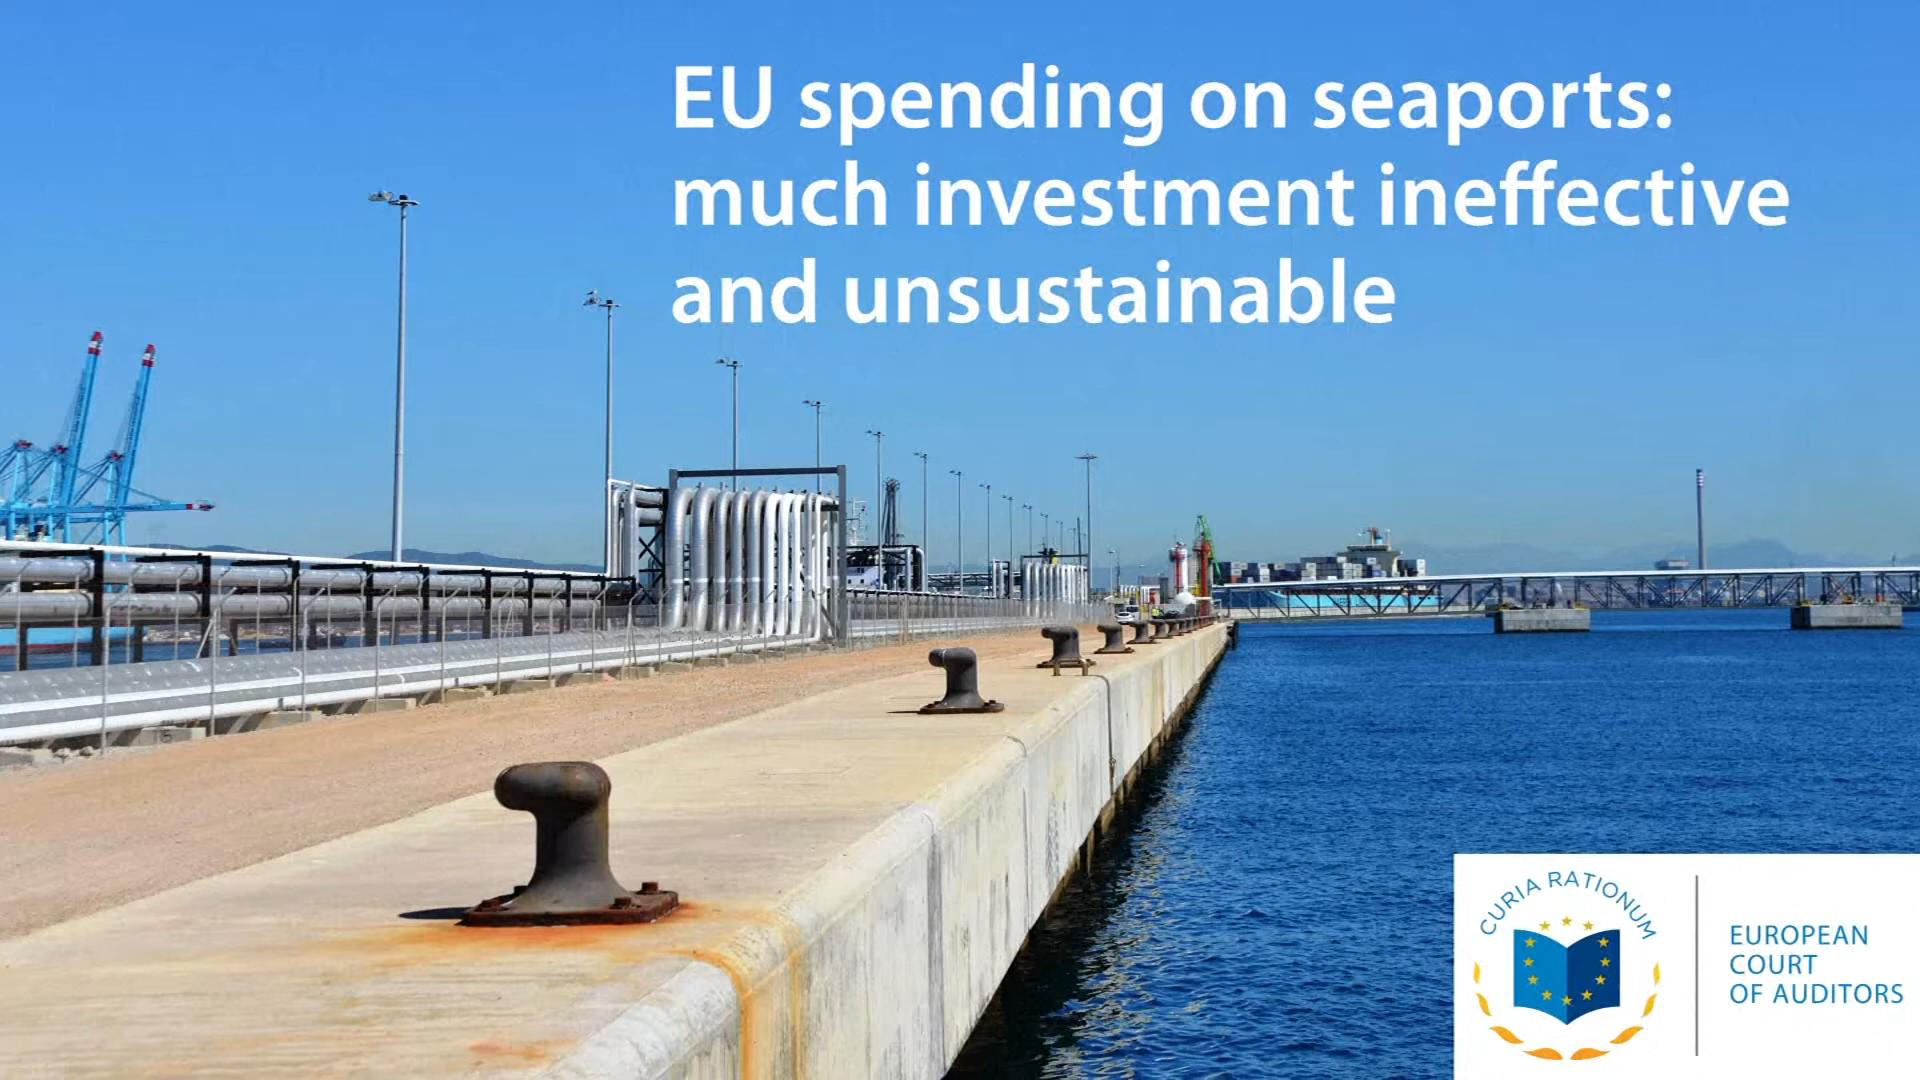 EU spending on seaports:
much investment ineffective
and unsustainable
CURIA RATIONUM
EUROPEAN
COURT
OF AUDITORS